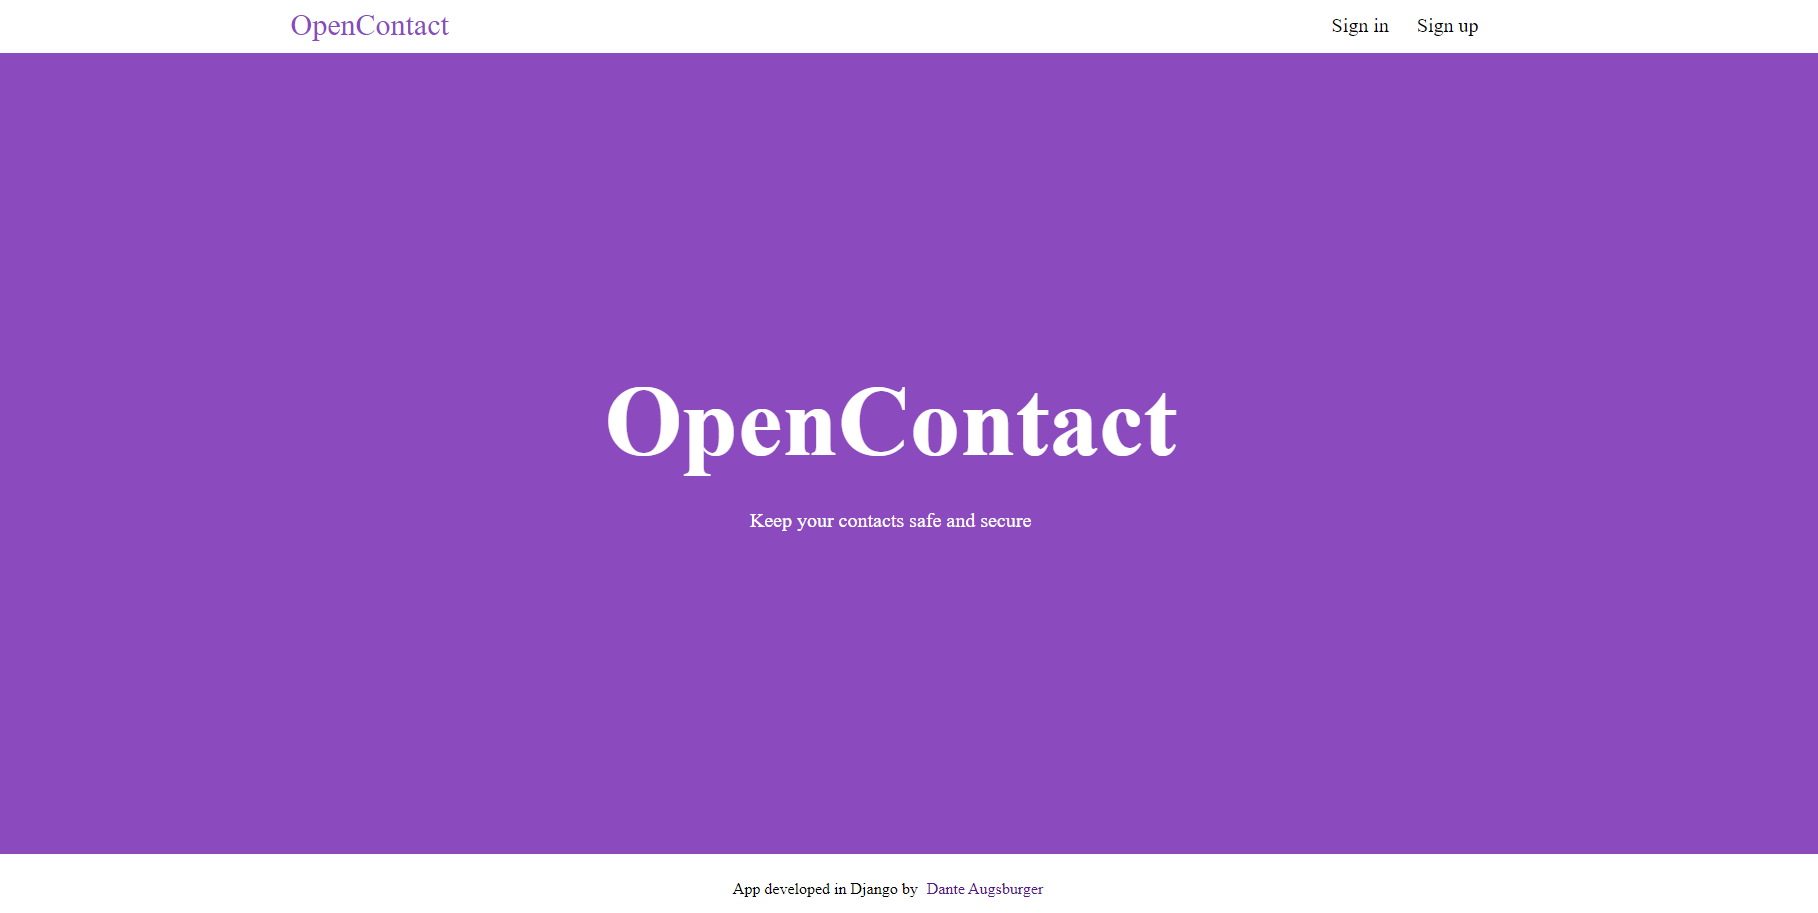 OpenContact
Sign in Sign up
OpenContact
Keep your contacts safe and secure
App developed in Django by Dante Augsburger